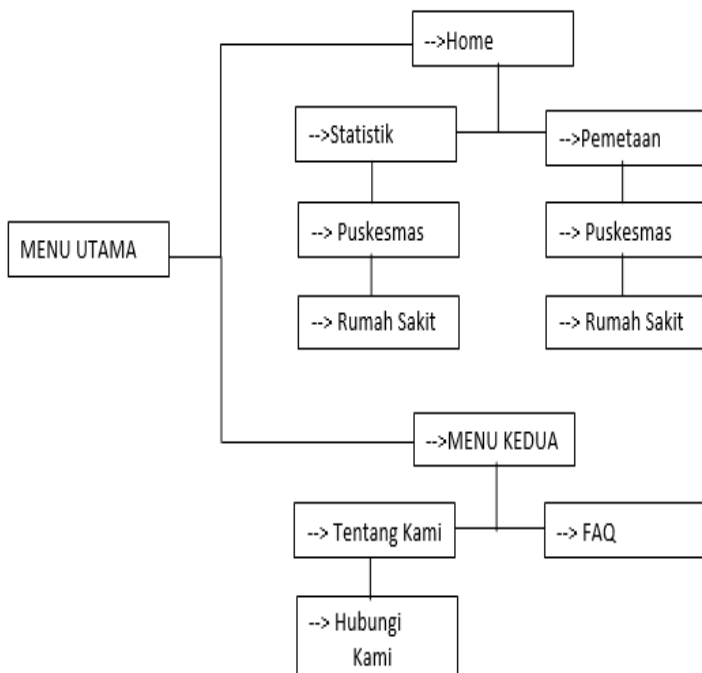 -->Home
-->Statistik
-->Pemetaan
--> Puskesmas
--> Puskesmas
MENU UTAMA
--> Rumah Sakit
--> Rumah Sakit
-->MENU KEDUA
--> Tentang Kami
--> FAQ
--> Hubungi
Kami